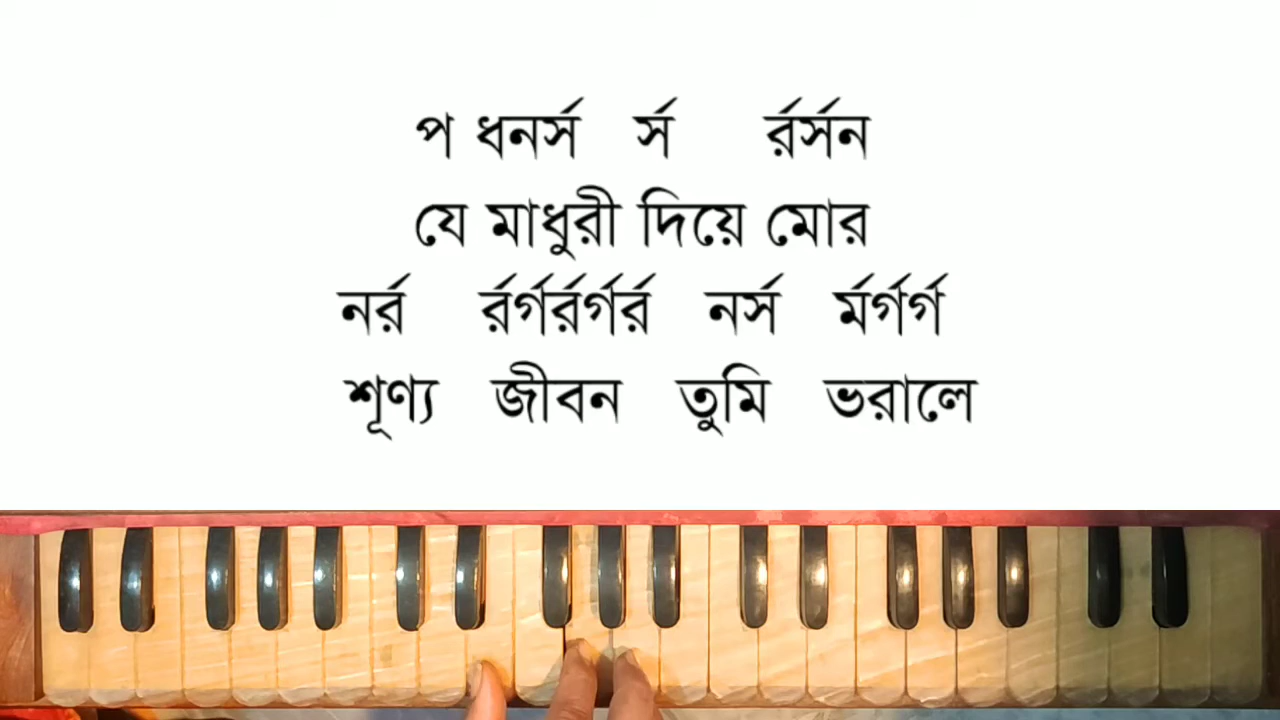 প ধনর্স র্স র্রর্সন
যে মাধুরী দিয়ে মোর
নর্র র্রর্গর্রর্গর্র নর্স র্মর্গর্গ
শূণ্য জীবন তুমি ভরালে